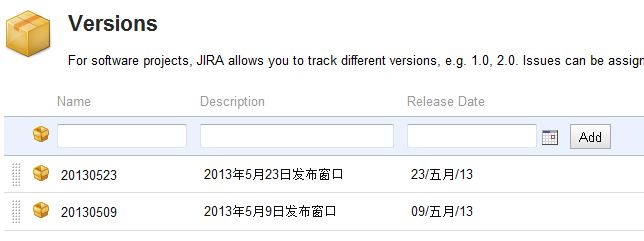 Versions
For software projects, JIRA allows you to track different versions, e.g. 1.0, 2.0. Issues can be assign
Name Description Release Date
Add
20130523 2013年5月23日发布窗口 23/五月/13
20130509 2013年5月9日发布窗口 09/五月/13